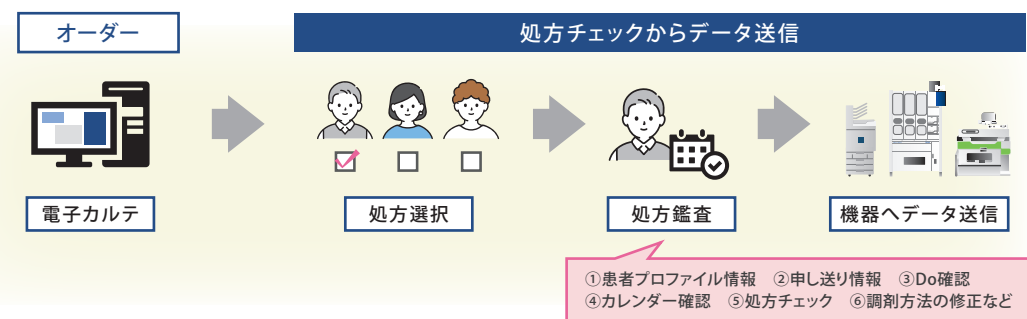 オーダー
処方チェックからデータ送信
電子カルテ
処方選択
処方鑑査
機器へデータ送信
①患者プロファイル情報　②申し送り情報　③Do確認
④カレンダー確認　⑤処方チェック　⑥調剤方法の修正など